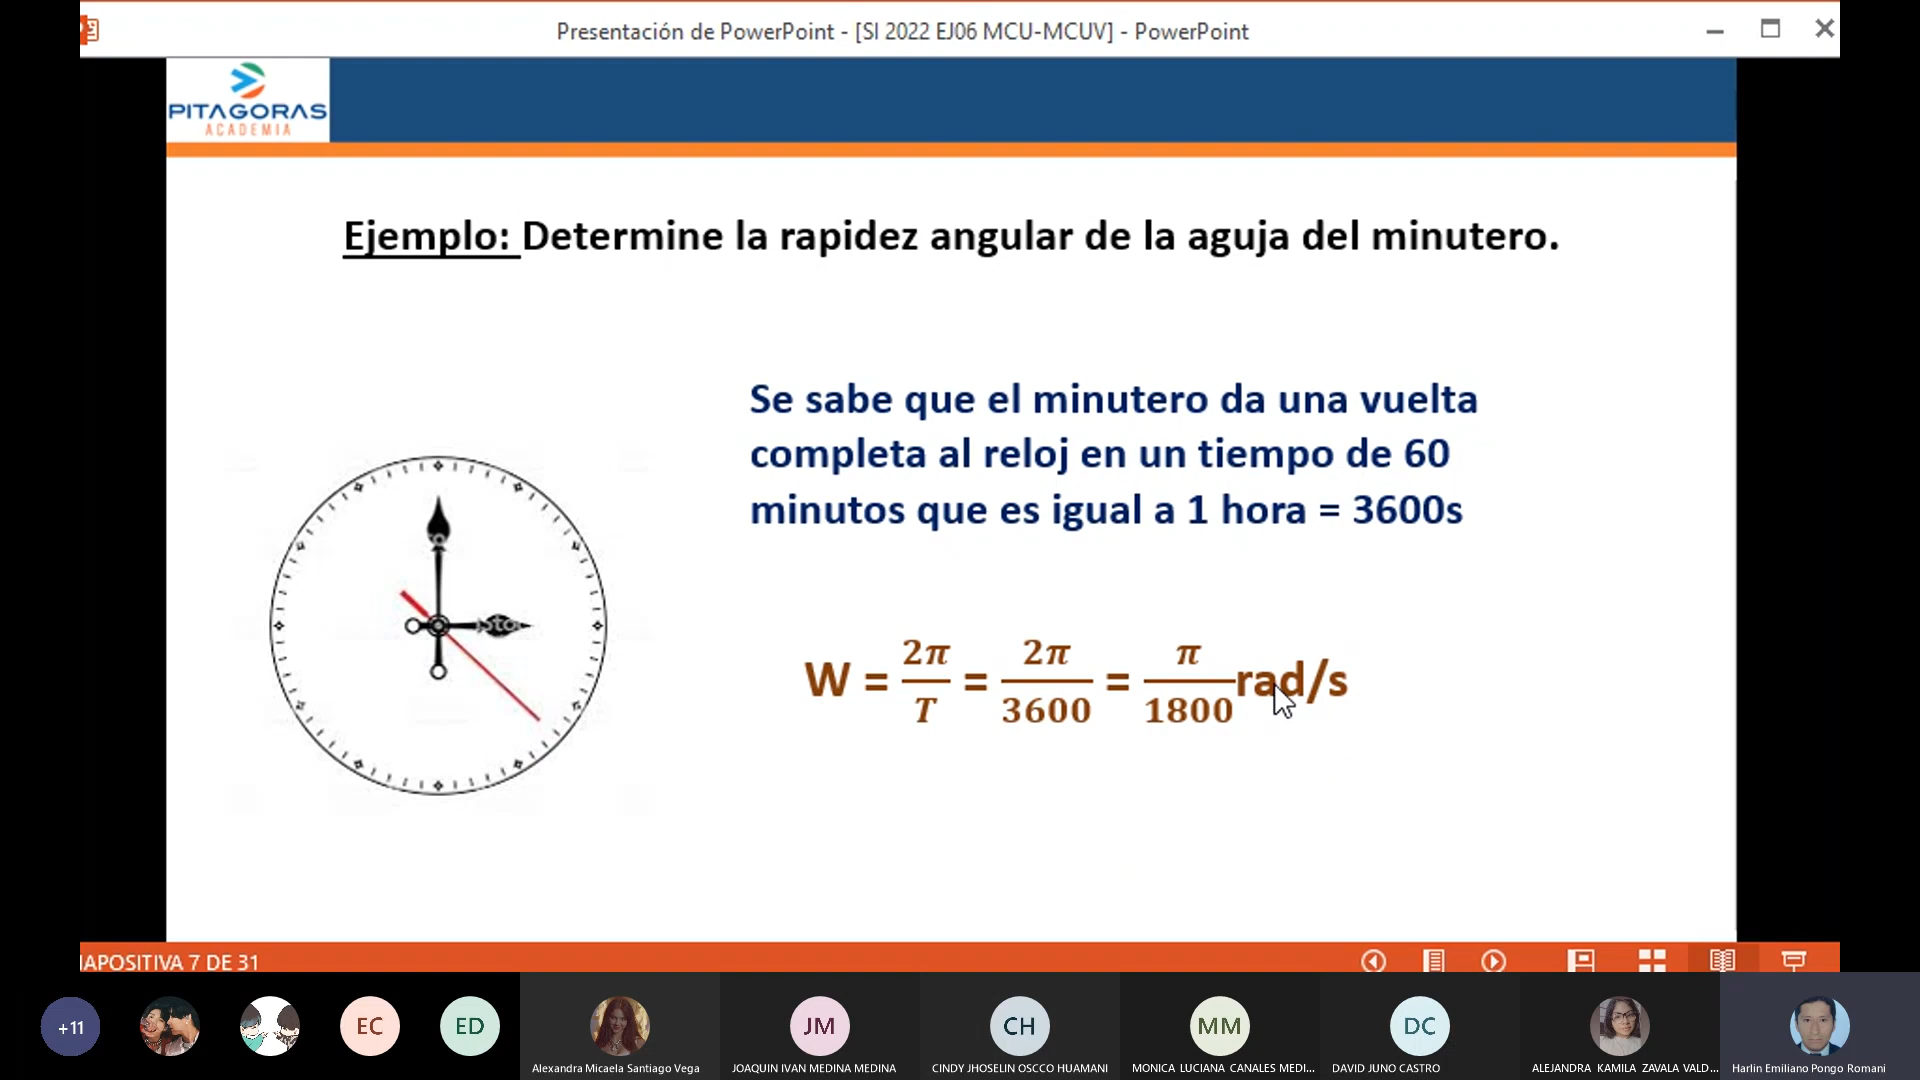 Presentación de PowerPoint - [SI 2022 EJ06 MCU-MCUV] - PowerPoint
PITAGORAS
ACADEMIA
Ejemplo: Determine la rapidez angular de la aguja del minutero.
Se sabe que el minutero da una vuelta
completa al reloj en un tiempo de 60
minutos que es igual a 1 hora = 3600s
W = 2π/T = 2π/3600 = π/1800 rad/s
IAPOSITIVA 7 DE 31
+11
EC
ED
JM
CH
MM
DC
Alexandra Micaela Santiago Vega
JOAQUIN IVAN MEDINA MEDINA
CINDY JHOSELIN OSCCO HUAMANI
MONICA LUCIANA CANALES MEDI...
DAVID JUNO CASTRO
ALEJANDRA KAMILA ZAVALA VALD...
Harlin Emiliano Pongo Romani